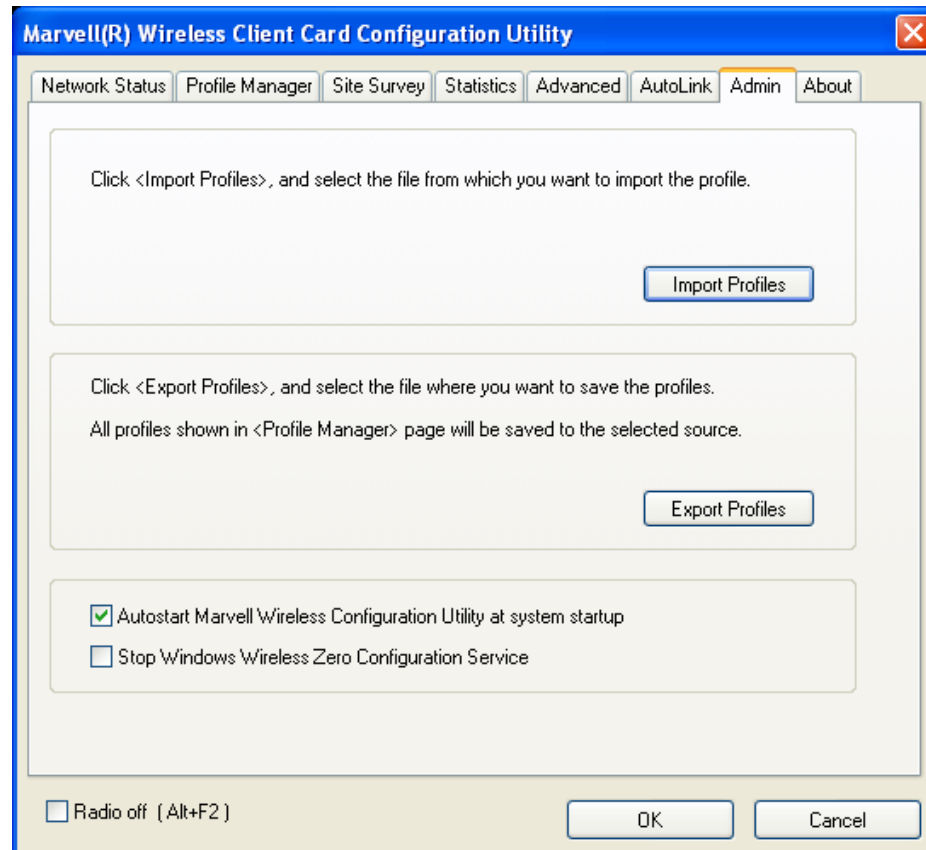 Marvell(R) Wireless Client Card Configuration Utility
Network Status Profile Manager Site Survey Statistics Advanced AutoLink Admin About
Click <Import Profiles>, and select the file from which you want to import the profile.
Import Profiles
Click <Export Profiles>, and select the file where you want to save the profiles.
All profiles shown in <Profile Manager> page will be saved to the selected source.
Export Profiles
Autostart Marvell Wireless Configuration Utility at system startup
Stop Windows Wireless Zero Configuration Service
Radio off ( Alt+F2 ) OK Cancel